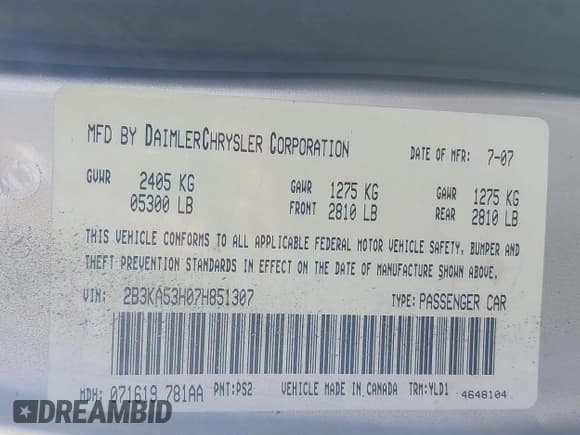 MFD BY DAIMLERCHRYSLER CORPORATION DATE OF MFR: 7-07
GVWR 2405 KG GAWR 1275 KG GAWR 1275 KG
05300 LB FRONT 2810 LB REAR 2810 LB
THIS VEHICLE CONFORMS TO ALL APPLICABLE FEDERAL MOTOR VEHICLE SAFETY, BUMPER AND
THEFT PREVENTION STANDARDS IN EFFECT ON THE DATE OF MANUFACTURE SHOWN ABOVE.
VIN: 2B3KA53H07H851307 TYPE: PASSENGER CAR
MDH: 071619 781AA PNT: PS2 VEHICLE MADE IN CANADA TRM: YLD1 4648104
DREAMBID